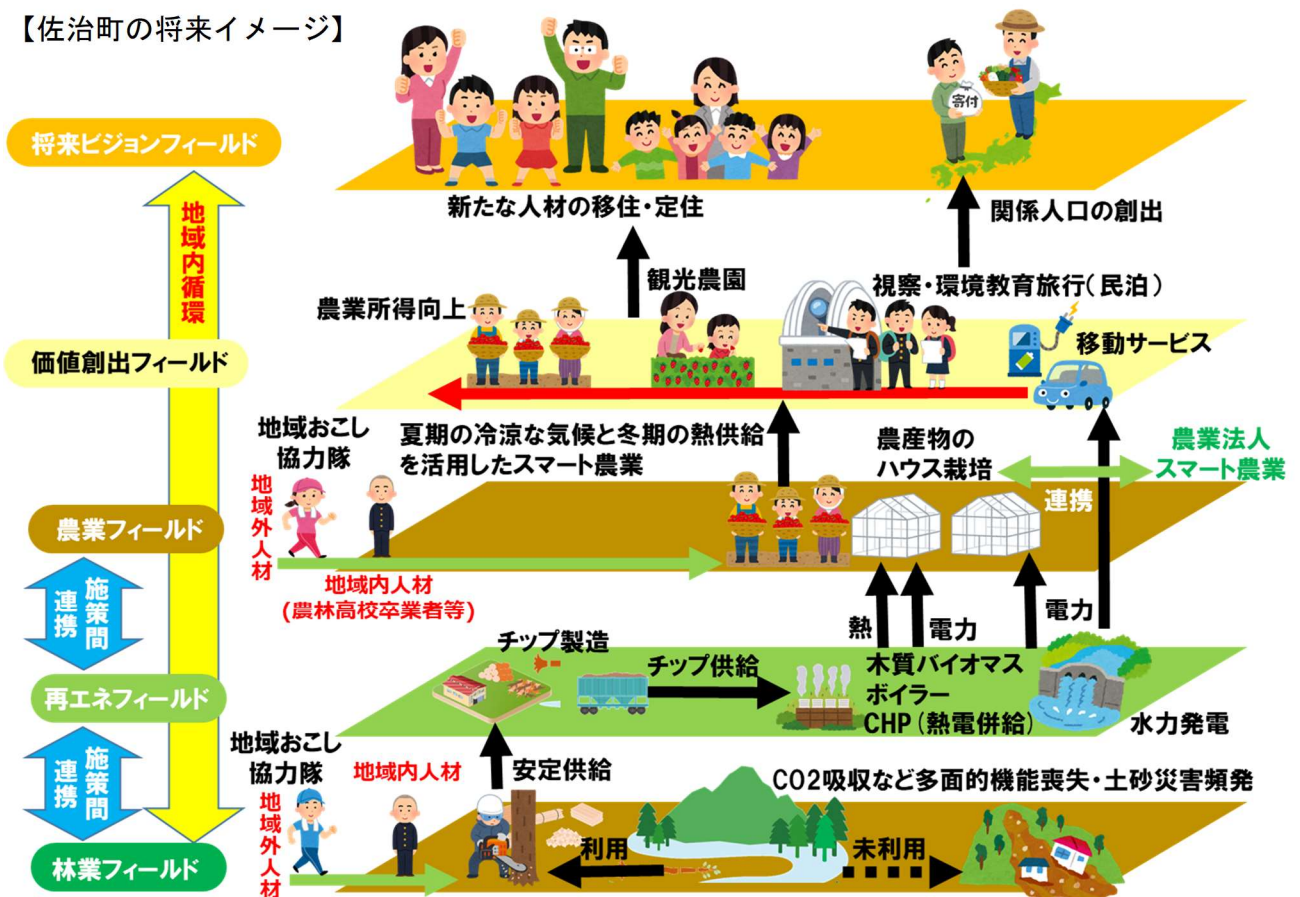 【佐治町の将来イメージ】
寄付
将来ビジョンフィールド
新たな人材の移住・定住
関係人口の創出
地域内循環
観光農園
視察・環境教育旅行(民泊)
農業所得向上
移動サービス
価値創出フィールド
地域おこし
協力隊
夏期の冷涼な気候と冬期の熱供給
を活用したスマート農業
農産物の
ハウス栽培
農業法人
スマート農業
連携
地域外人材
農業フィールド
地域内人材
(農林高校卒業者等)
施策間
連携
熱
電力
電力
チップ製造
チップ供給
木質バイオマス
ボイラー
CHP(熱電併給)
水力発電
再エネフィールド
地域おこし
協力隊
地域内人材
安定供給
CO2吸収など多面的機能喪失・土砂災害頻発
施策間
連携
地域外人材
利用
未利用
林業フィールド